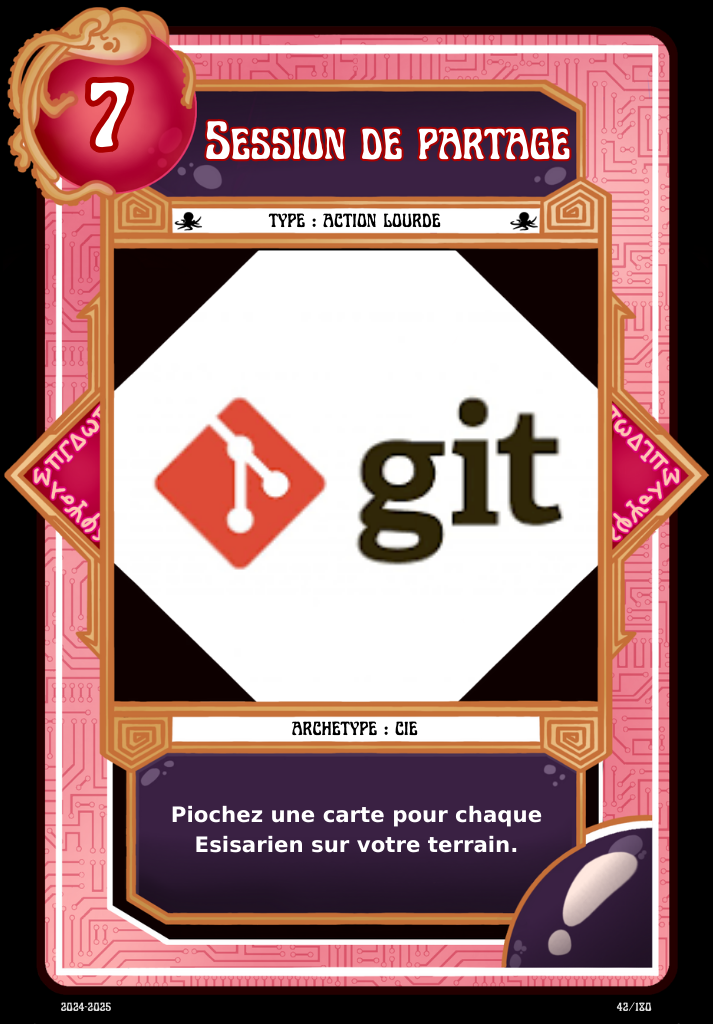 7
SESSION DE PARTAGE
TYPE : ACTION LOURDE
git
ARCHETYPE : CIE
Piochez une carte pour chaque
Esisarien sur votre terrain.
2024-2025
42/180